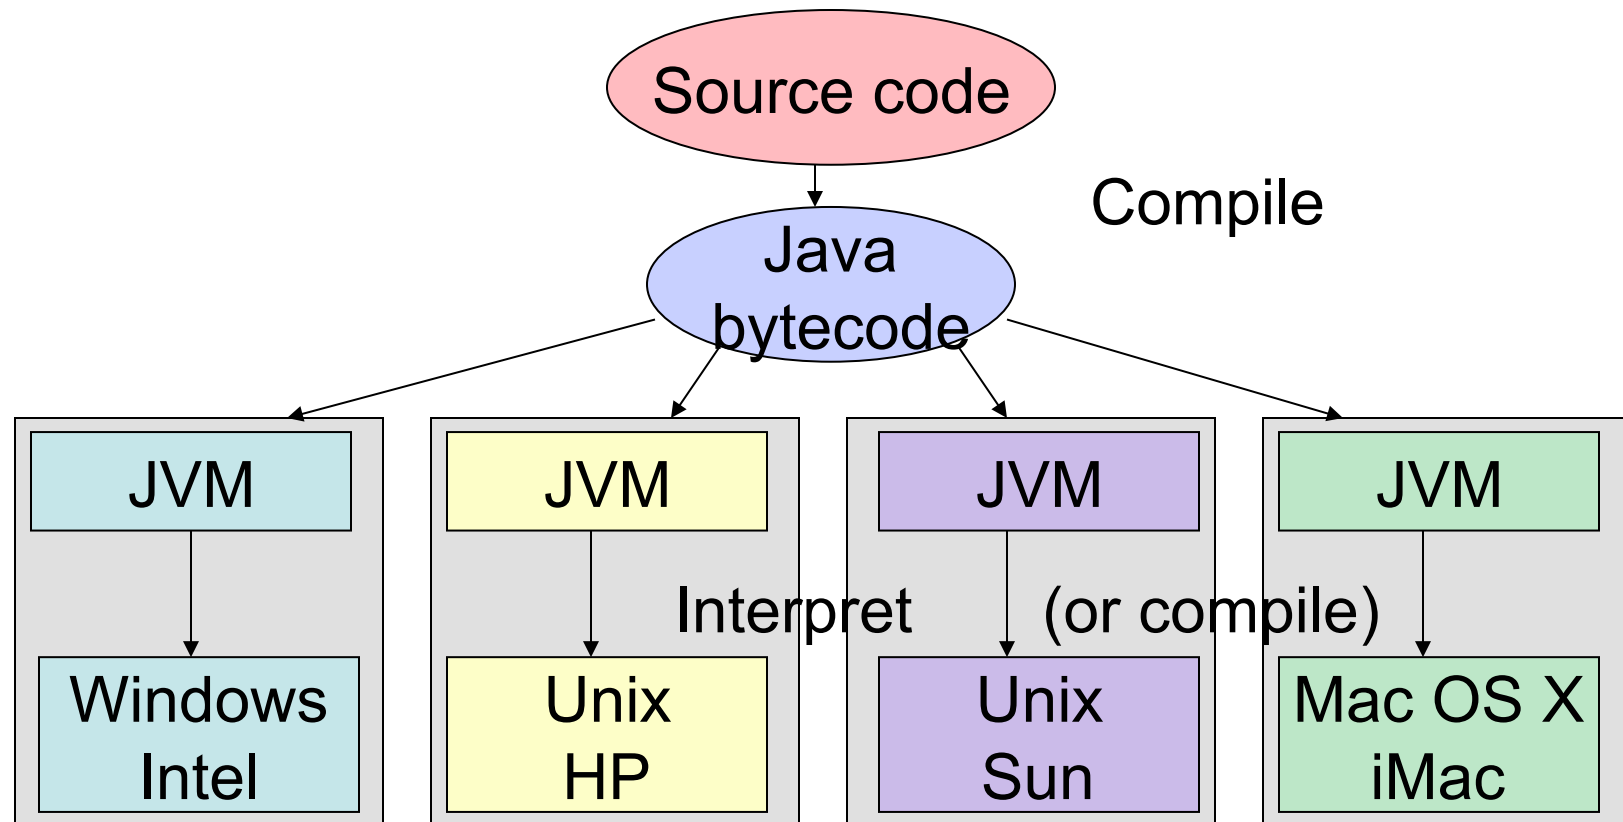 Source code
Compile
Java
bytecode
JVM
JVM
JVM
JVM
Interpret (or compile)
Windows
Intel
Unix
HP
Unix
Sun
Mac OS X
iMac